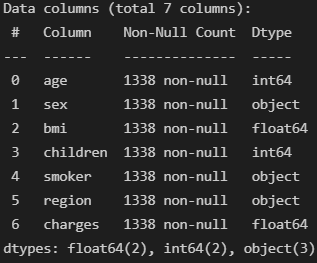 Data columns (total 7 columns):
 #   Column    Non-Null Count  Dtype
---  ------    --------------  -----
 0   age       1338 non-null   int64
 1   sex       1338 non-null   object
 2   bmi       1338 non-null   float64
 3   children  1338 non-null   int64
 4   smoker    1338 non-null   object
 5   region    1338 non-null   object
 6   charges   1338 non-null   float64
dtypes: float64(2), int64(2), object(3)